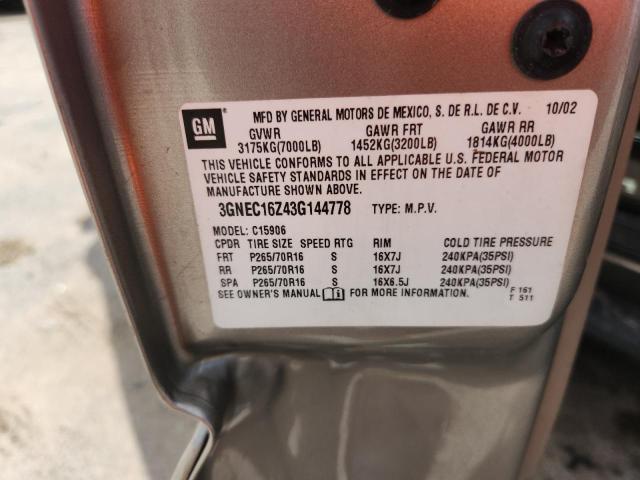 GM
MFD BY GENERAL MOTORS DE MEXICO, S. DE R.L. DE C.V. 10/02
GVWR GAWR FRT GAWR RR
3175KG(7000LB) 1452KG(3200LB) 1814KG(4000LB)
THIS VEHICLE CONFORMS TO ALL APPLICABLE U.S. FEDERAL MOTOR
VEHICLE SAFETY STANDARDS IN EFFECT ON THE DATE OF
MANUFACTURE SHOWN ABOVE.
3GNEC16Z43G144778 TYPE: M.P.V.
MODEL: C15906
CPDR TIRE SIZE SPEED RTG RIM COLD TIRE PRESSURE
FRT P265/70R16 S 16X7J 240KPA(35PSI)
RR P265/70R16 S 16X7J 240KPA(35PSI)
SPA P265/70R16 S 16X6.5J 240KPA(35PSI)
SEE OWNER'S MANUAL FOR MORE INFORMATION. F 161
T 511